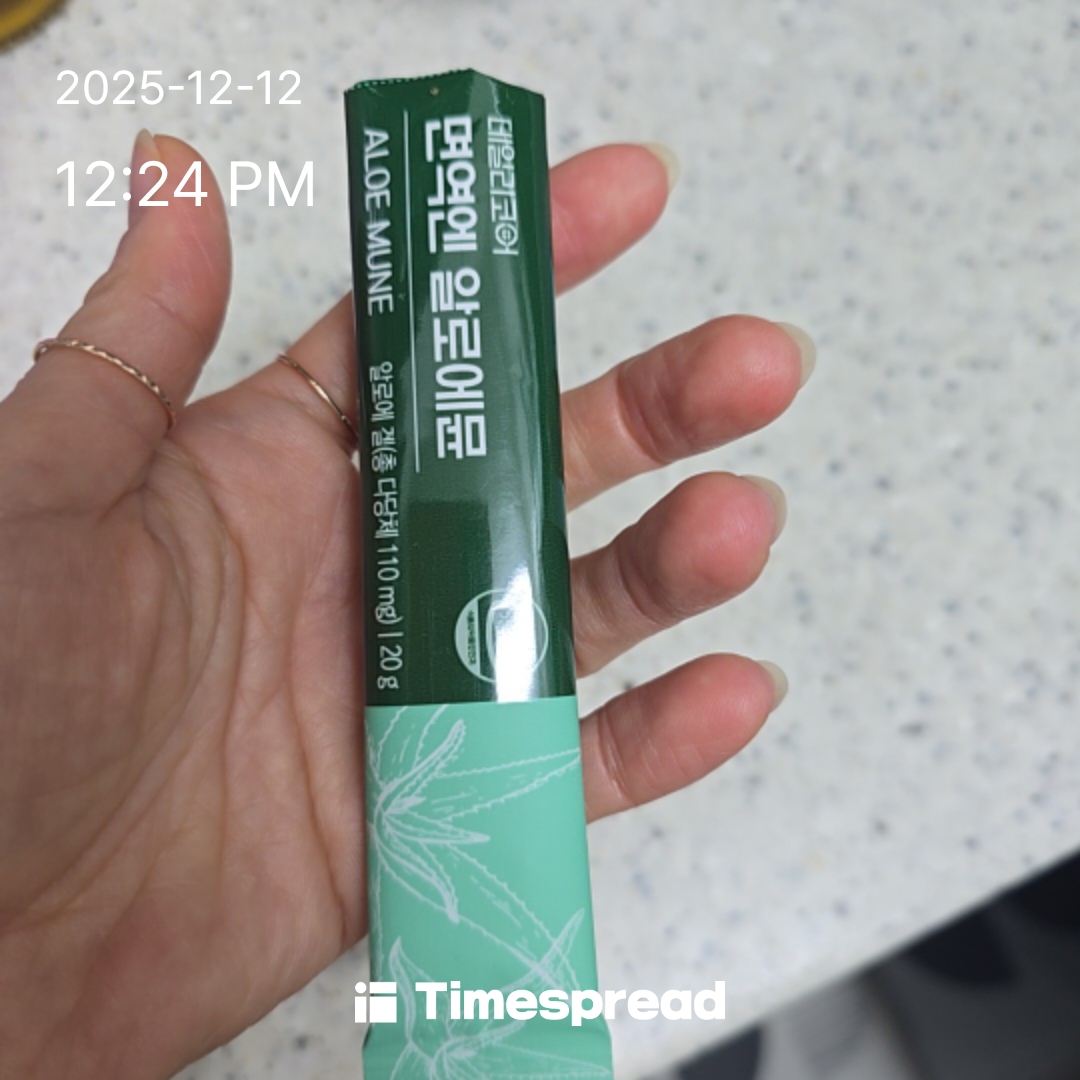 2025-12-12
12:24 PM
데일리코어
면역엔 알로에뮨
ALOE-MUNE
알로에 겔(총 다당체 110 mg) | 20 g
Timespread